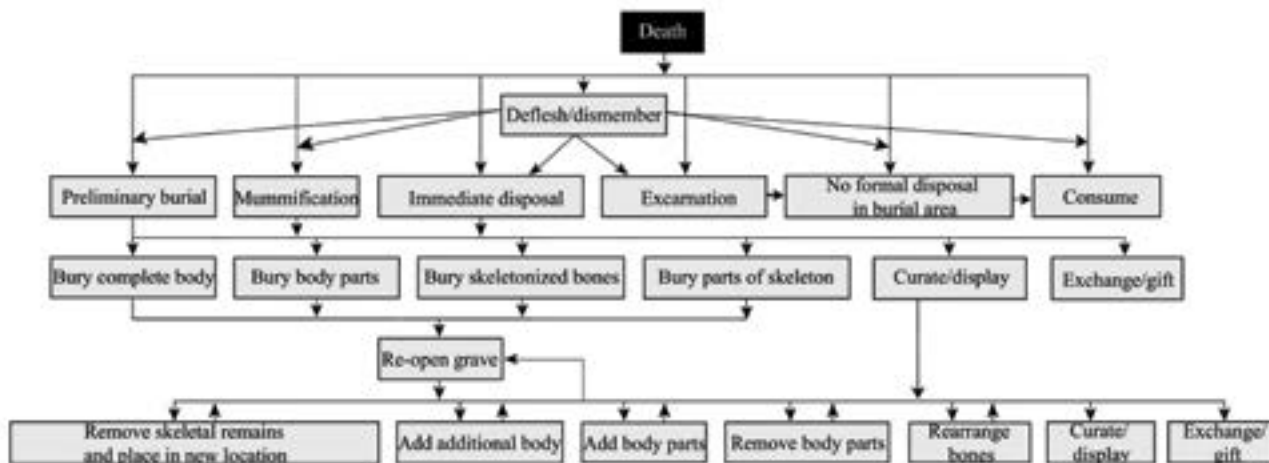 Death
Deflesh/dismember
Preliminary burial
Mummification
Immediate disposal
Excarnation
No formal disposal
in burial area
Consume
Bury complete body
Bury body parts
Bury skeletonized bones
Bury parts of skeleton
Curate/display
Exchange/gift
Re-open grave
Remove skeletal remains
and place in new location
Add additional body
Add body parts
Remove body parts
Rearrange
bones
Curate/
display
Exchange/
gift